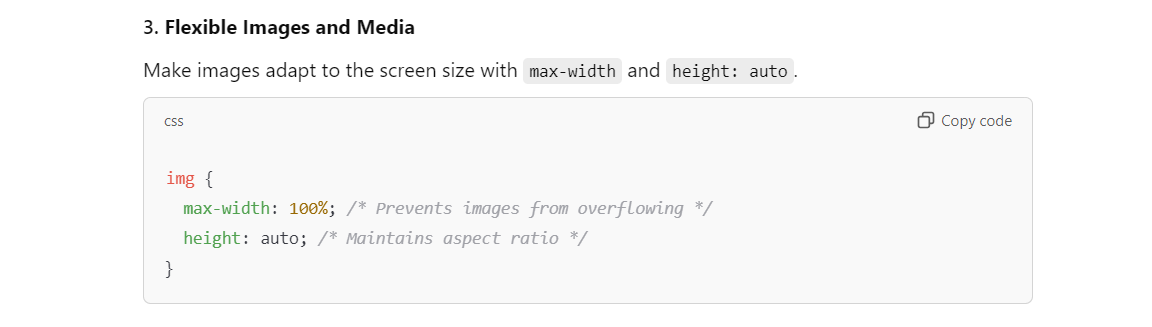 3. Flexible Images and Media
Make images adapt to the screen size with max-width and height: auto.
css
Copy code
img {
  max-width: 100%; /* Prevents images from overflowing */
  height: auto; /* Maintains aspect ratio */
}